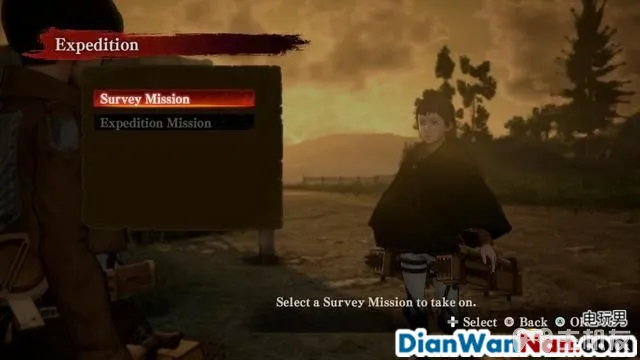 Expedition
Survey Mission
Expedition Mission
Select a Survey Mission to take on.
Select Back
电玩男
DianWanNan.com